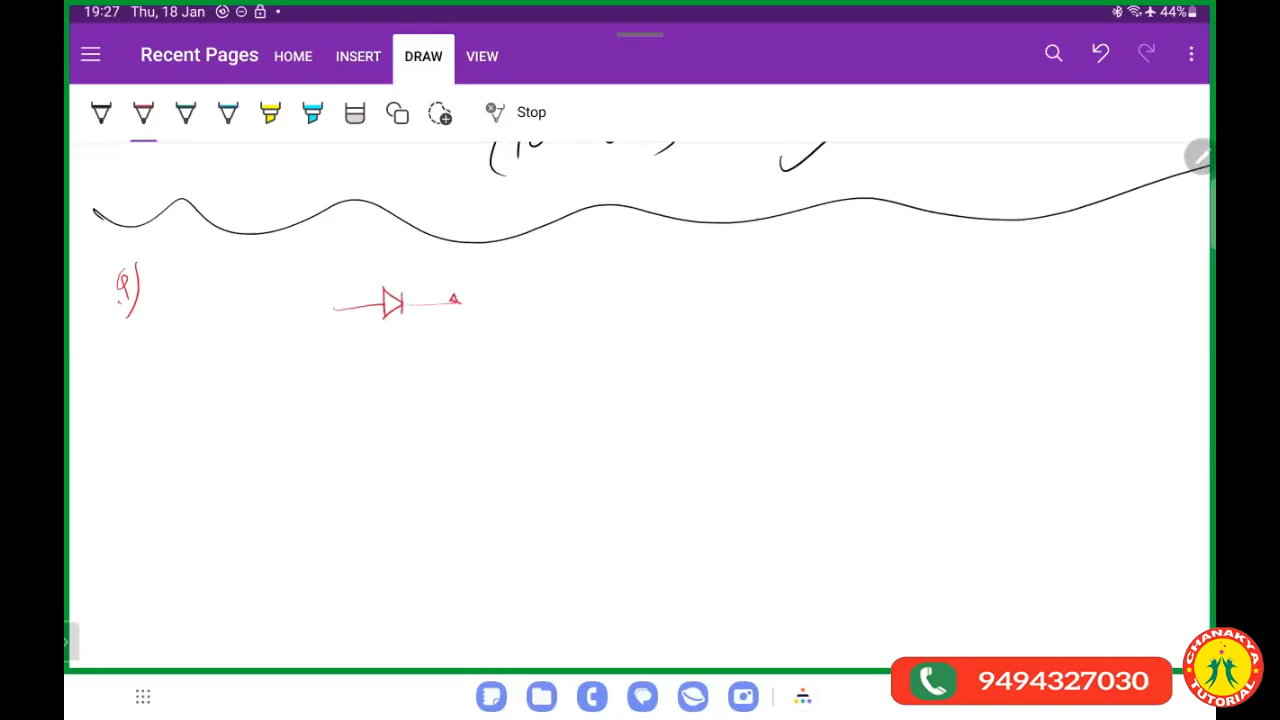 19:27 Thu, 18 Jan 44%
Recent Pages HOME INSERT DRAW VIEW
Stop
9)
9494327030
CHANAKYA
TUTORIAL